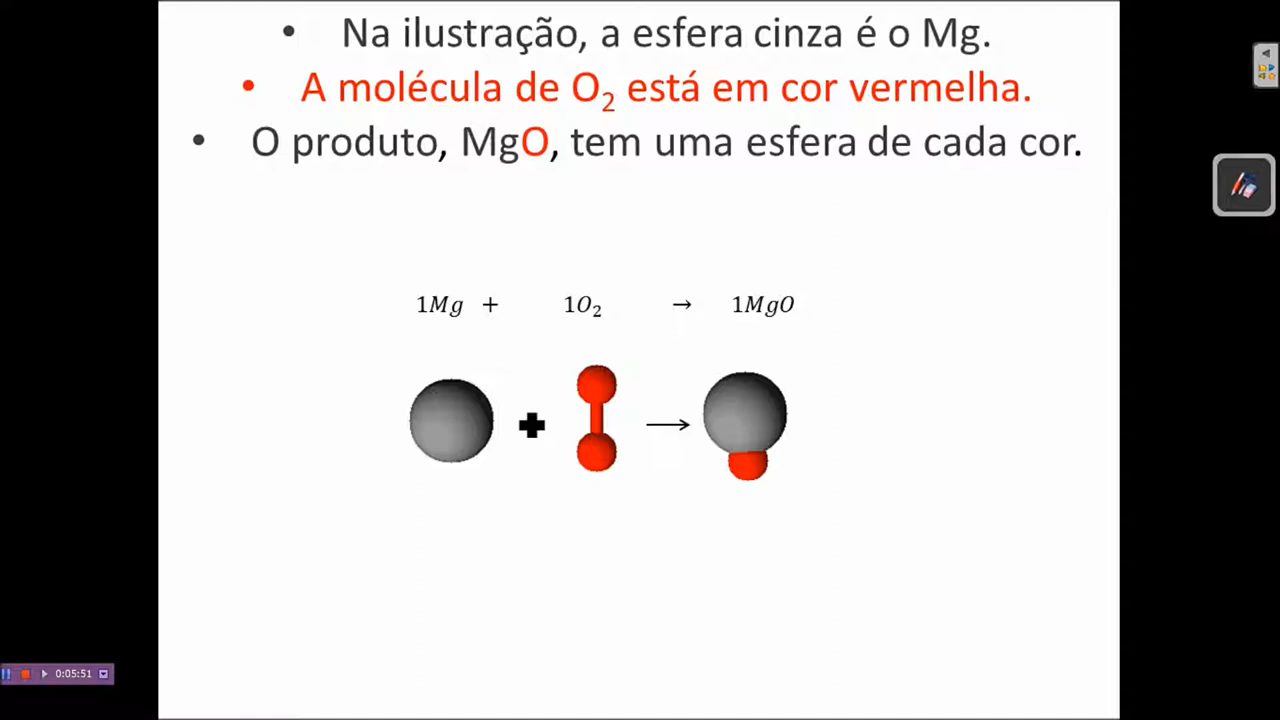 • Na ilustração, a esfera cinza é o Mg.
• A molécula de O₂ está em cor vermelha.
• O produto, MgO, tem uma esfera de cada cor.
1Mg + 1O₂ → 1MgO
0:05:51